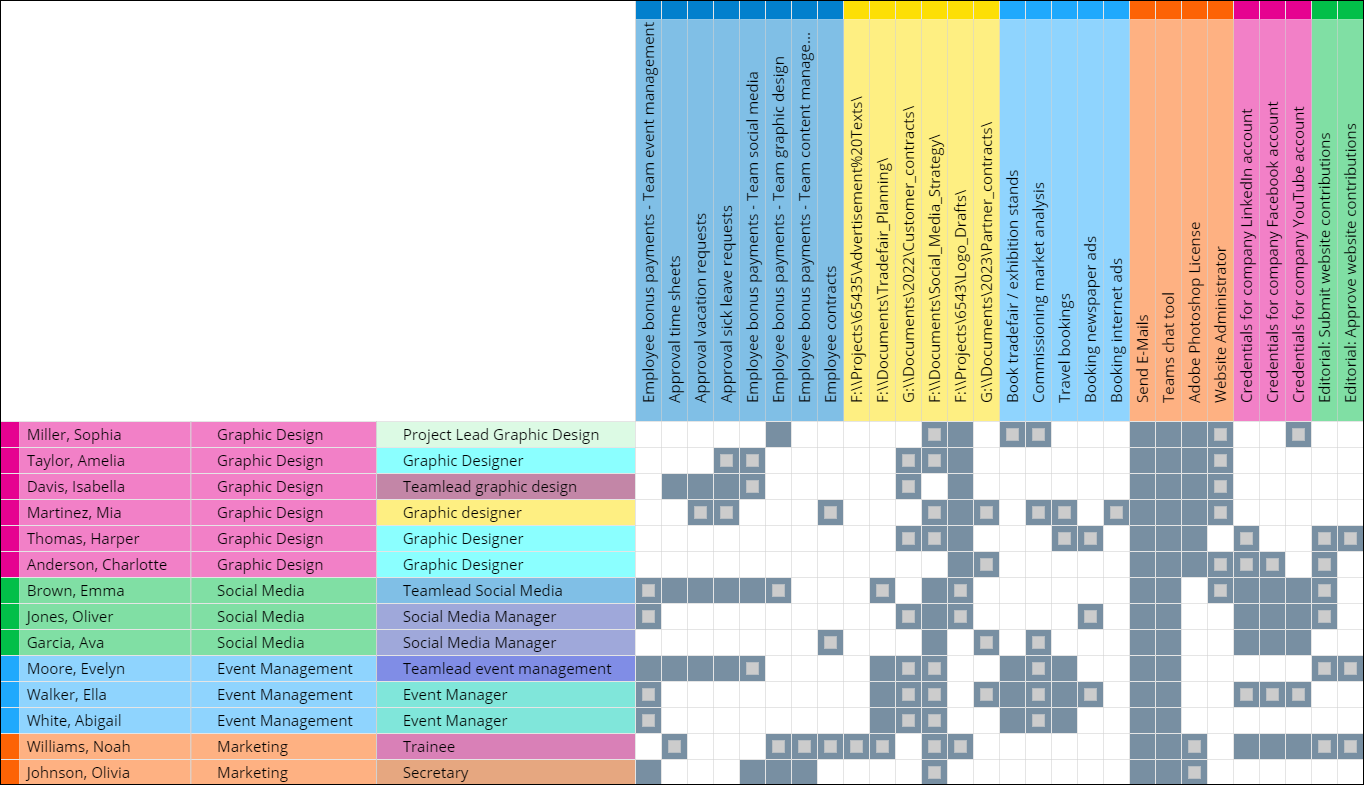 Employee bonus payments - Team event management
Approval time sheets
Approval vacation requests
Approval sick leave requests
Employee bonus payments - Team social media
Employee bonus payments - Team graphic design
Employee bonus payments - Team content manage...
Employee contracts
F:\\Projects\65435\Advertisement%20Texts\
F:\\Documents\Tradefair_Planning\
G:\\Documents\2022\Customer_contracts\
F:\\Documents\Social_Media_Strategy\
F:\\Projects\6543\Logo_Drafts\
G:\\Documents\2023\Partner_contracts\
Book tradefair / exhibition stands
Commissioning market analysis
Travel bookings
Booking newspaper ads
Booking internet ads
Send E-Mails
Teams chat tool
Adobe Photoshop License
Website Administrator
Credentials for company LinkedIn account
Credentials for company Facebook account
Credentials for company YouTube account
Editorial: Submit website contributions
Editorial: Approve website contributions
Miller, Sophia Graphic Design Project Lead Graphic Design
Taylor, Amelia Graphic Design Graphic Designer
Davis, Isabella Graphic Design Teamlead graphic design
Martinez, Mia Graphic Design Graphic designer
Thomas, Harper Graphic Design Graphic Designer
Anderson, Charlotte Graphic Design Graphic Designer
Brown, Emma Social Media Teamlead Social Media
Jones, Oliver Social Media Social Media Manager
Garcia, Ava Social Media Social Media Manager
Moore, Evelyn Event Management Teamlead event management
Walker, Ella Event Management Event Manager
White, Abigail Event Management Event Manager
Williams, Noah Marketing Trainee
Johnson, Olivia Marketing Secretary